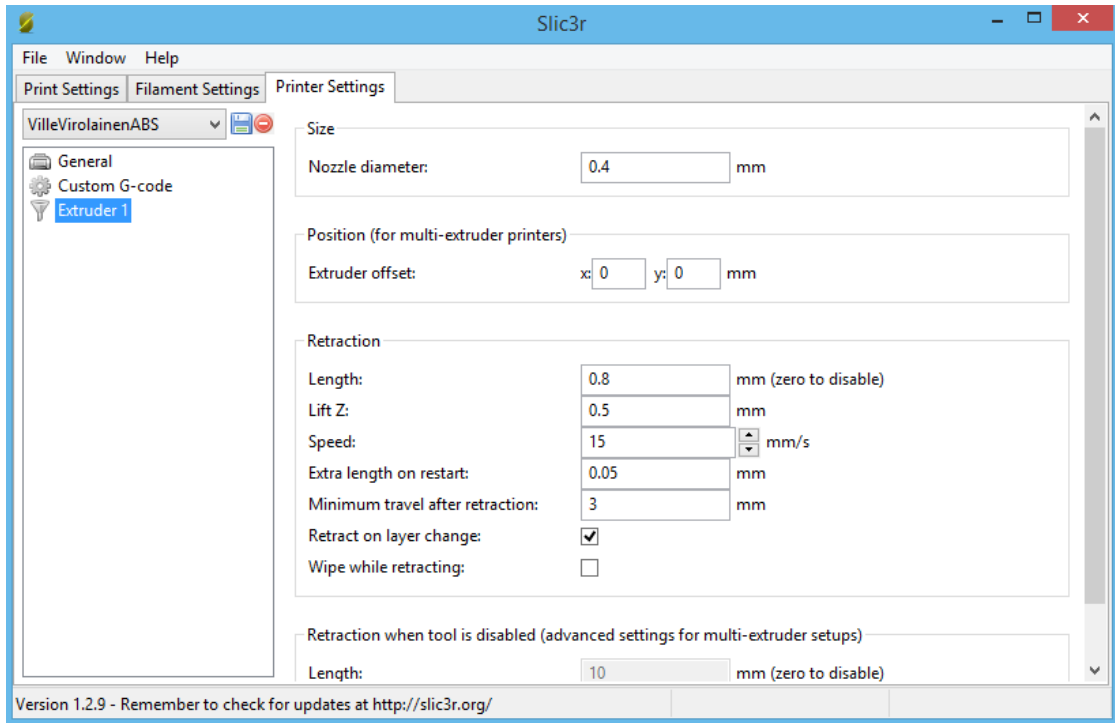 Slic3r
File Window Help
Print Settings Filament Settings Printer Settings
VilleVirolainenABS
General
Custom G-code
Extruder 1
Size
Nozzle diameter: 0.4 mm
Position (for multi-extruder printers)
Extruder offset: x: 0 y: 0 mm
Retraction
Length: 0.8 mm (zero to disable)
Lift Z: 0.5 mm
Speed: 15 mm/s
Extra length on restart: 0.05 mm
Minimum travel after retraction: 3 mm
Retract on layer change:
Wipe while retracting:
Retraction when tool is disabled (advanced settings for multi-extruder setups)
Length: 10 mm (zero to disable)
Version 1.2.9 - Remember to check for updates at http://slic3r.org/